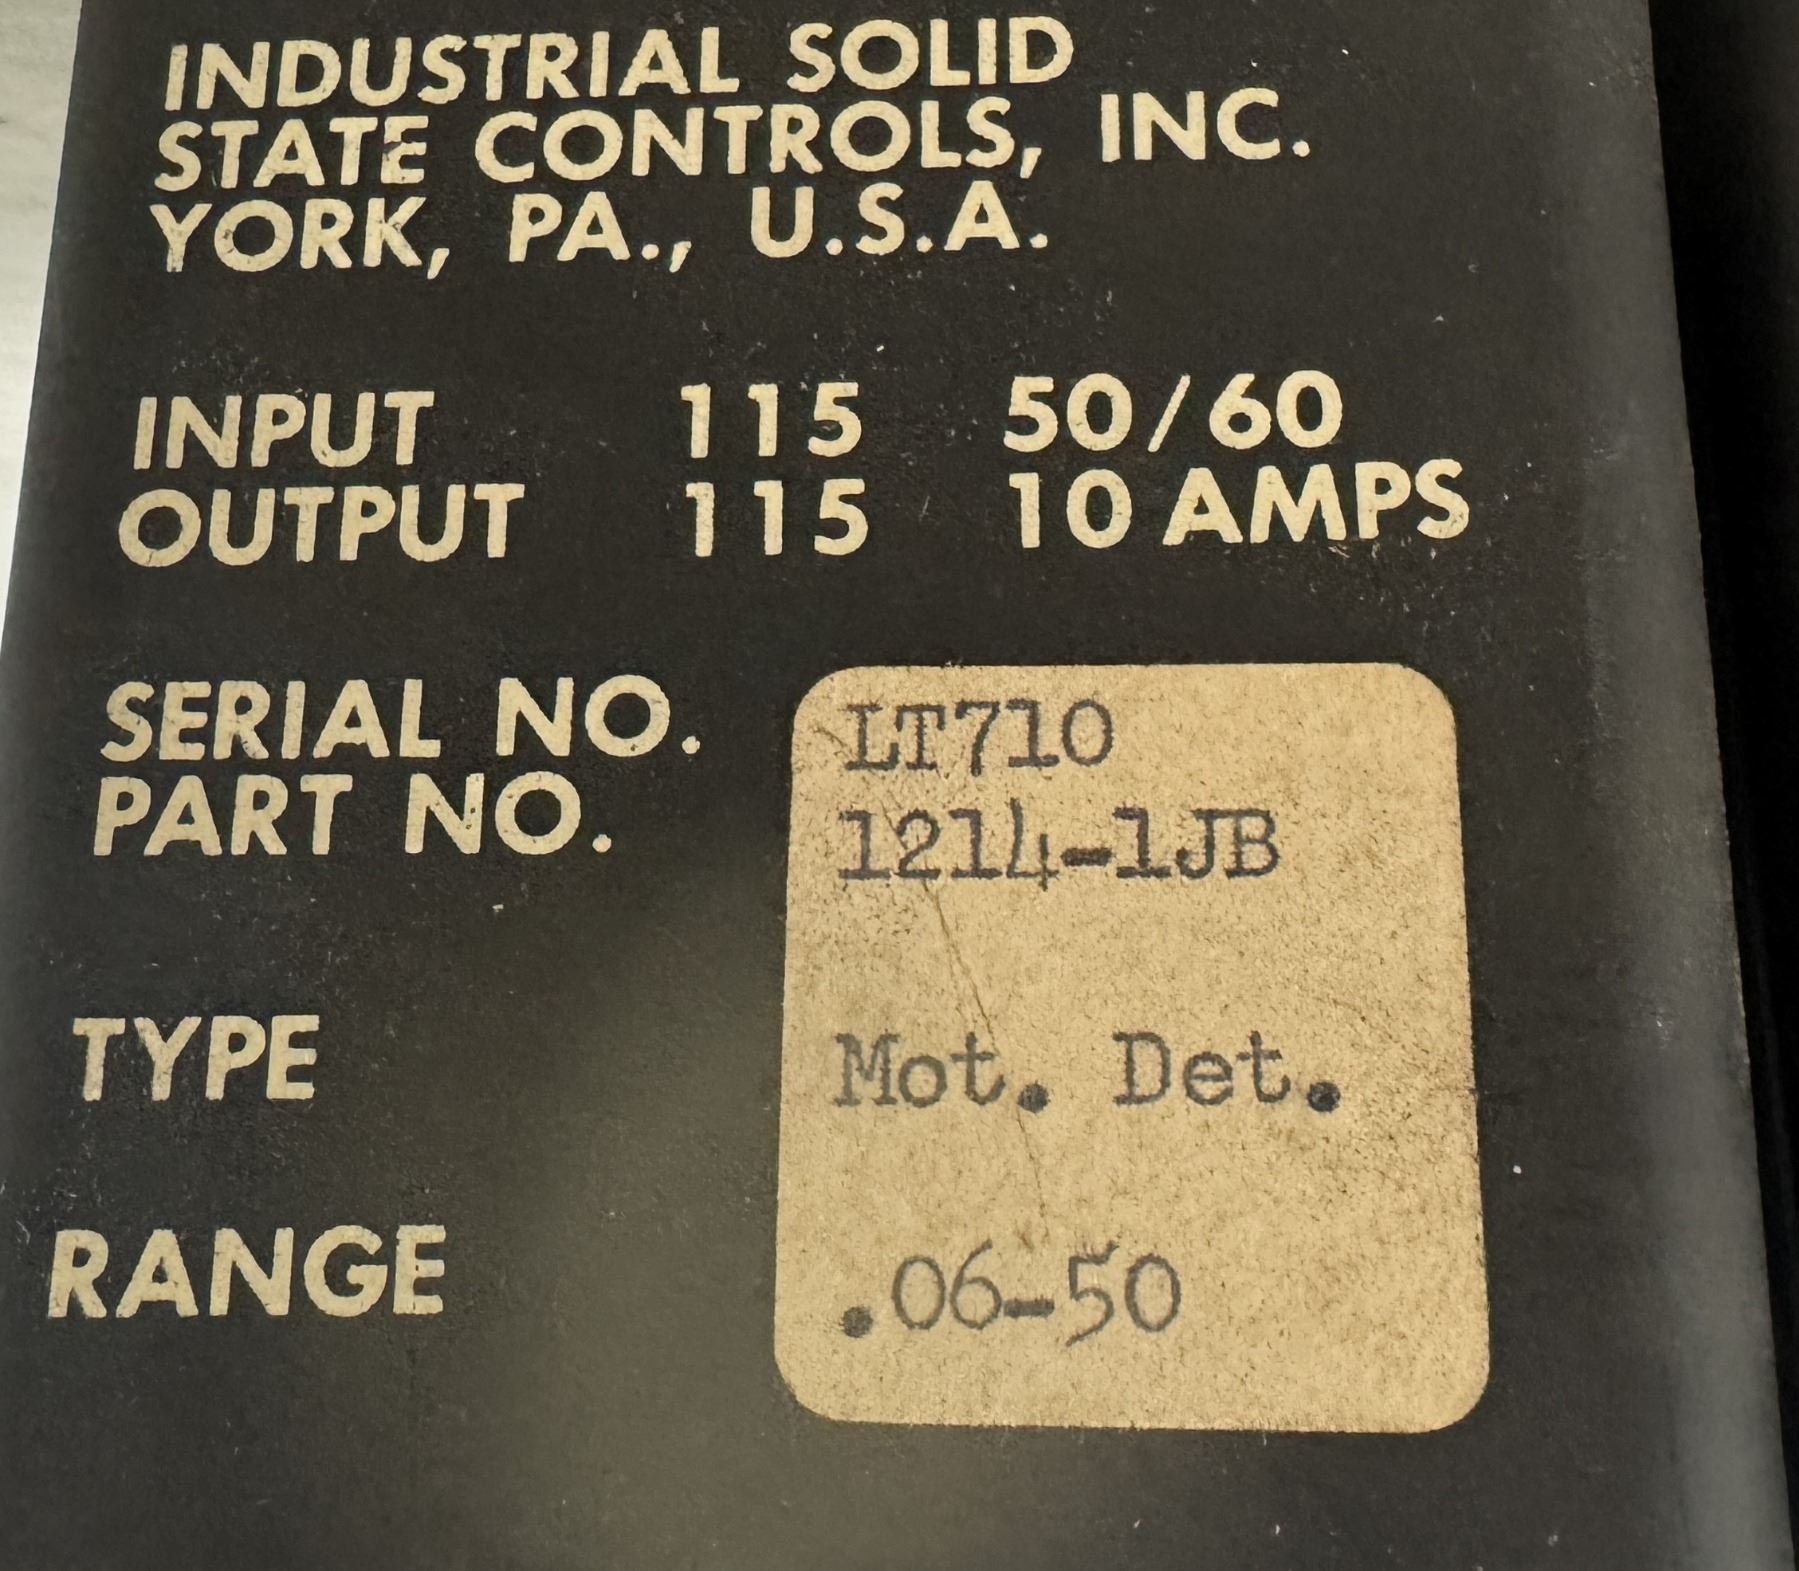 INDUSTRIAL SOLID
STATE CONTROLS, INC.
YORK, PA., U.S.A.
INPUT 115 50/60
OUTPUT 115 10 AMPS
SERIAL NO. LT710
PART NO. 1214-1JB
TYPE Mot. Det.
RANGE .06-50